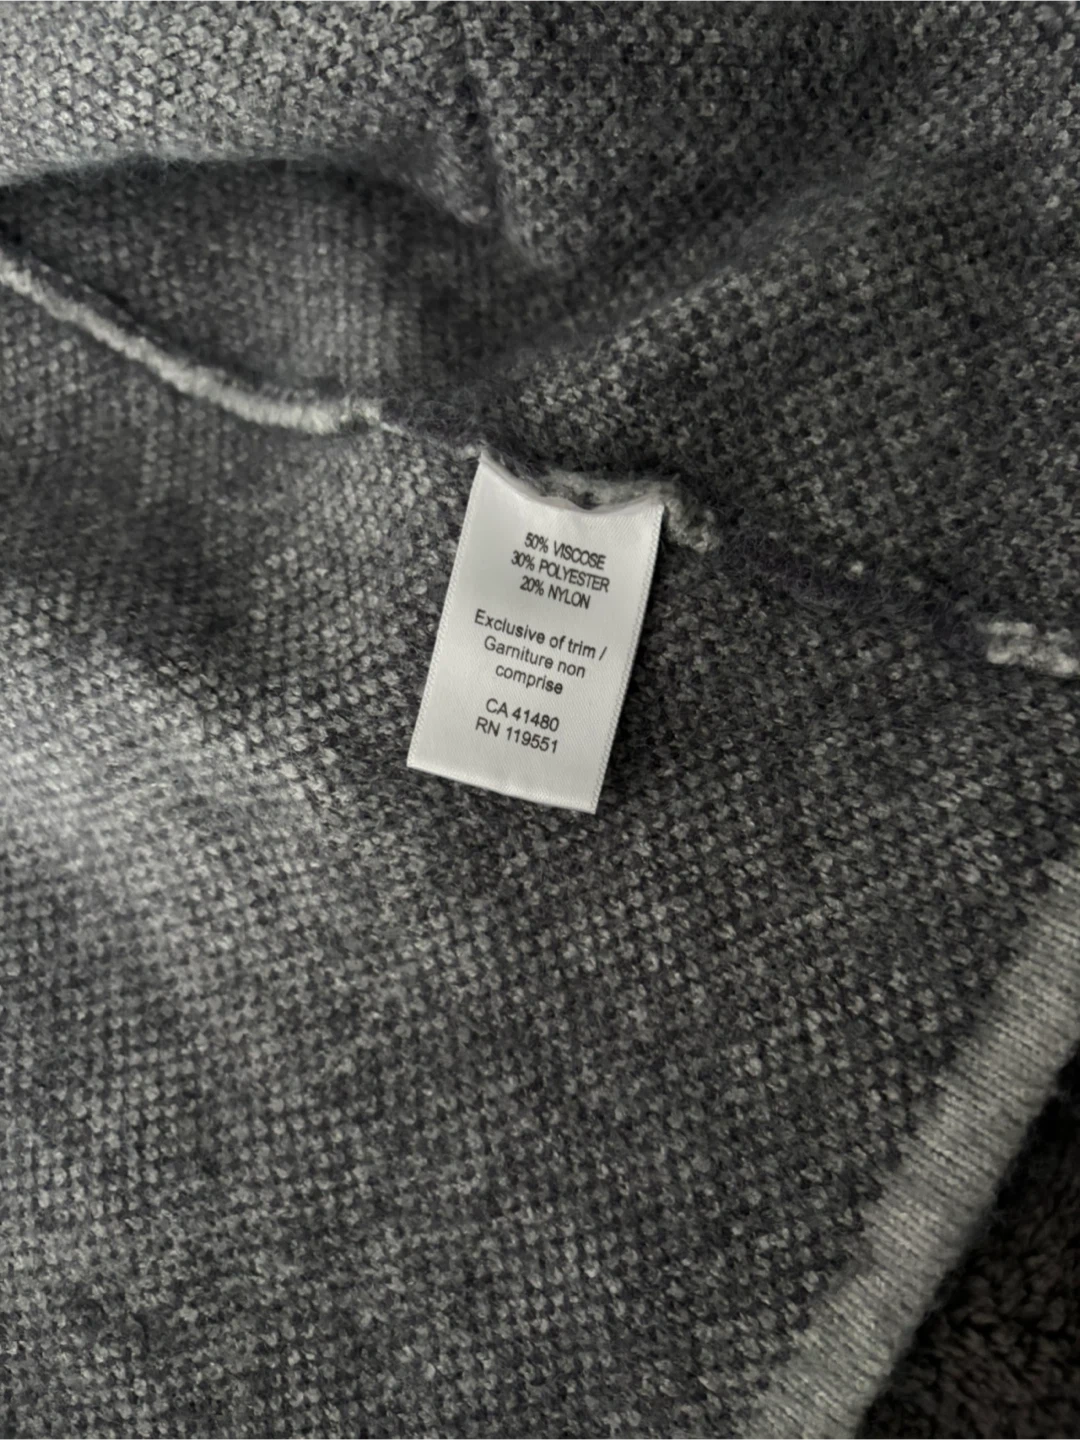 50% VISCOSE
30% POLYESTER
20% NYLON
Exclusive of trim /
Garniture non
comprise
CA 41480
RN 119551